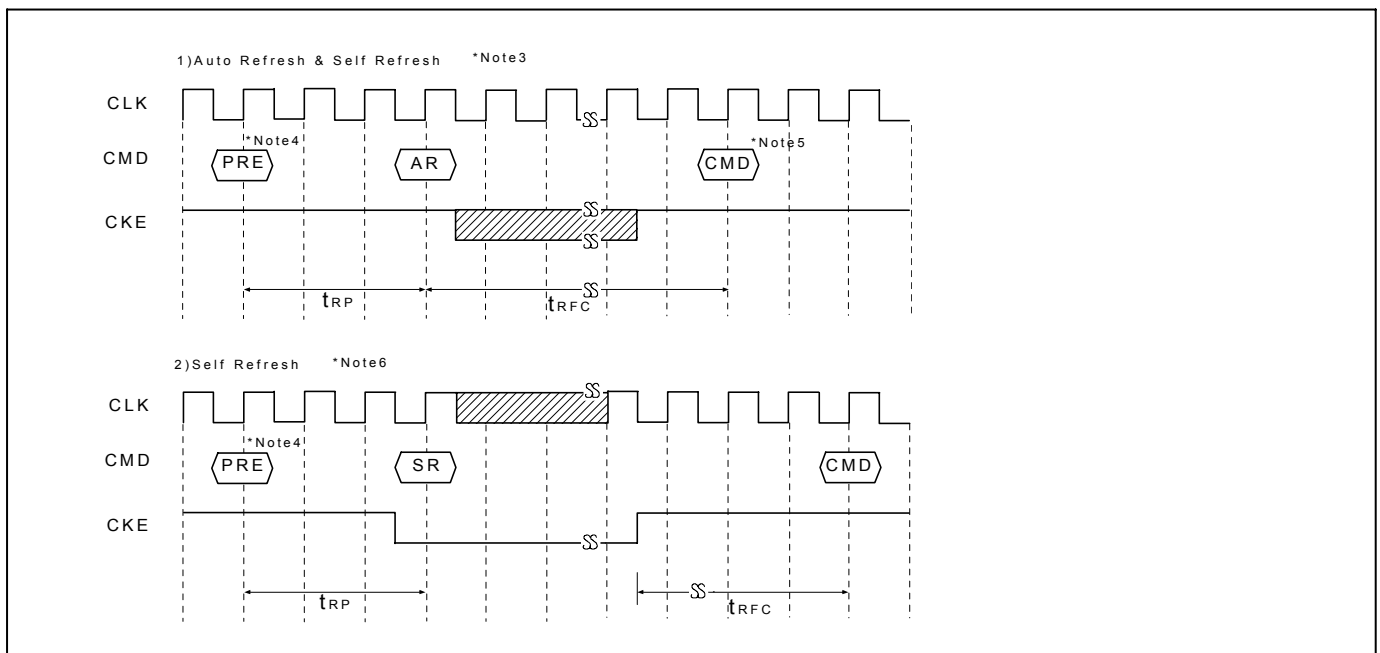 1)Auto Refresh & Self Refresh *Note3
CLK
*Note4 *Note5
CMD PRE AR CMD
CKE
tRP tRFC
2)Self Refresh *Note6
CLK
*Note4
CMD PRE SR CMD
CKE
tRP tRFC